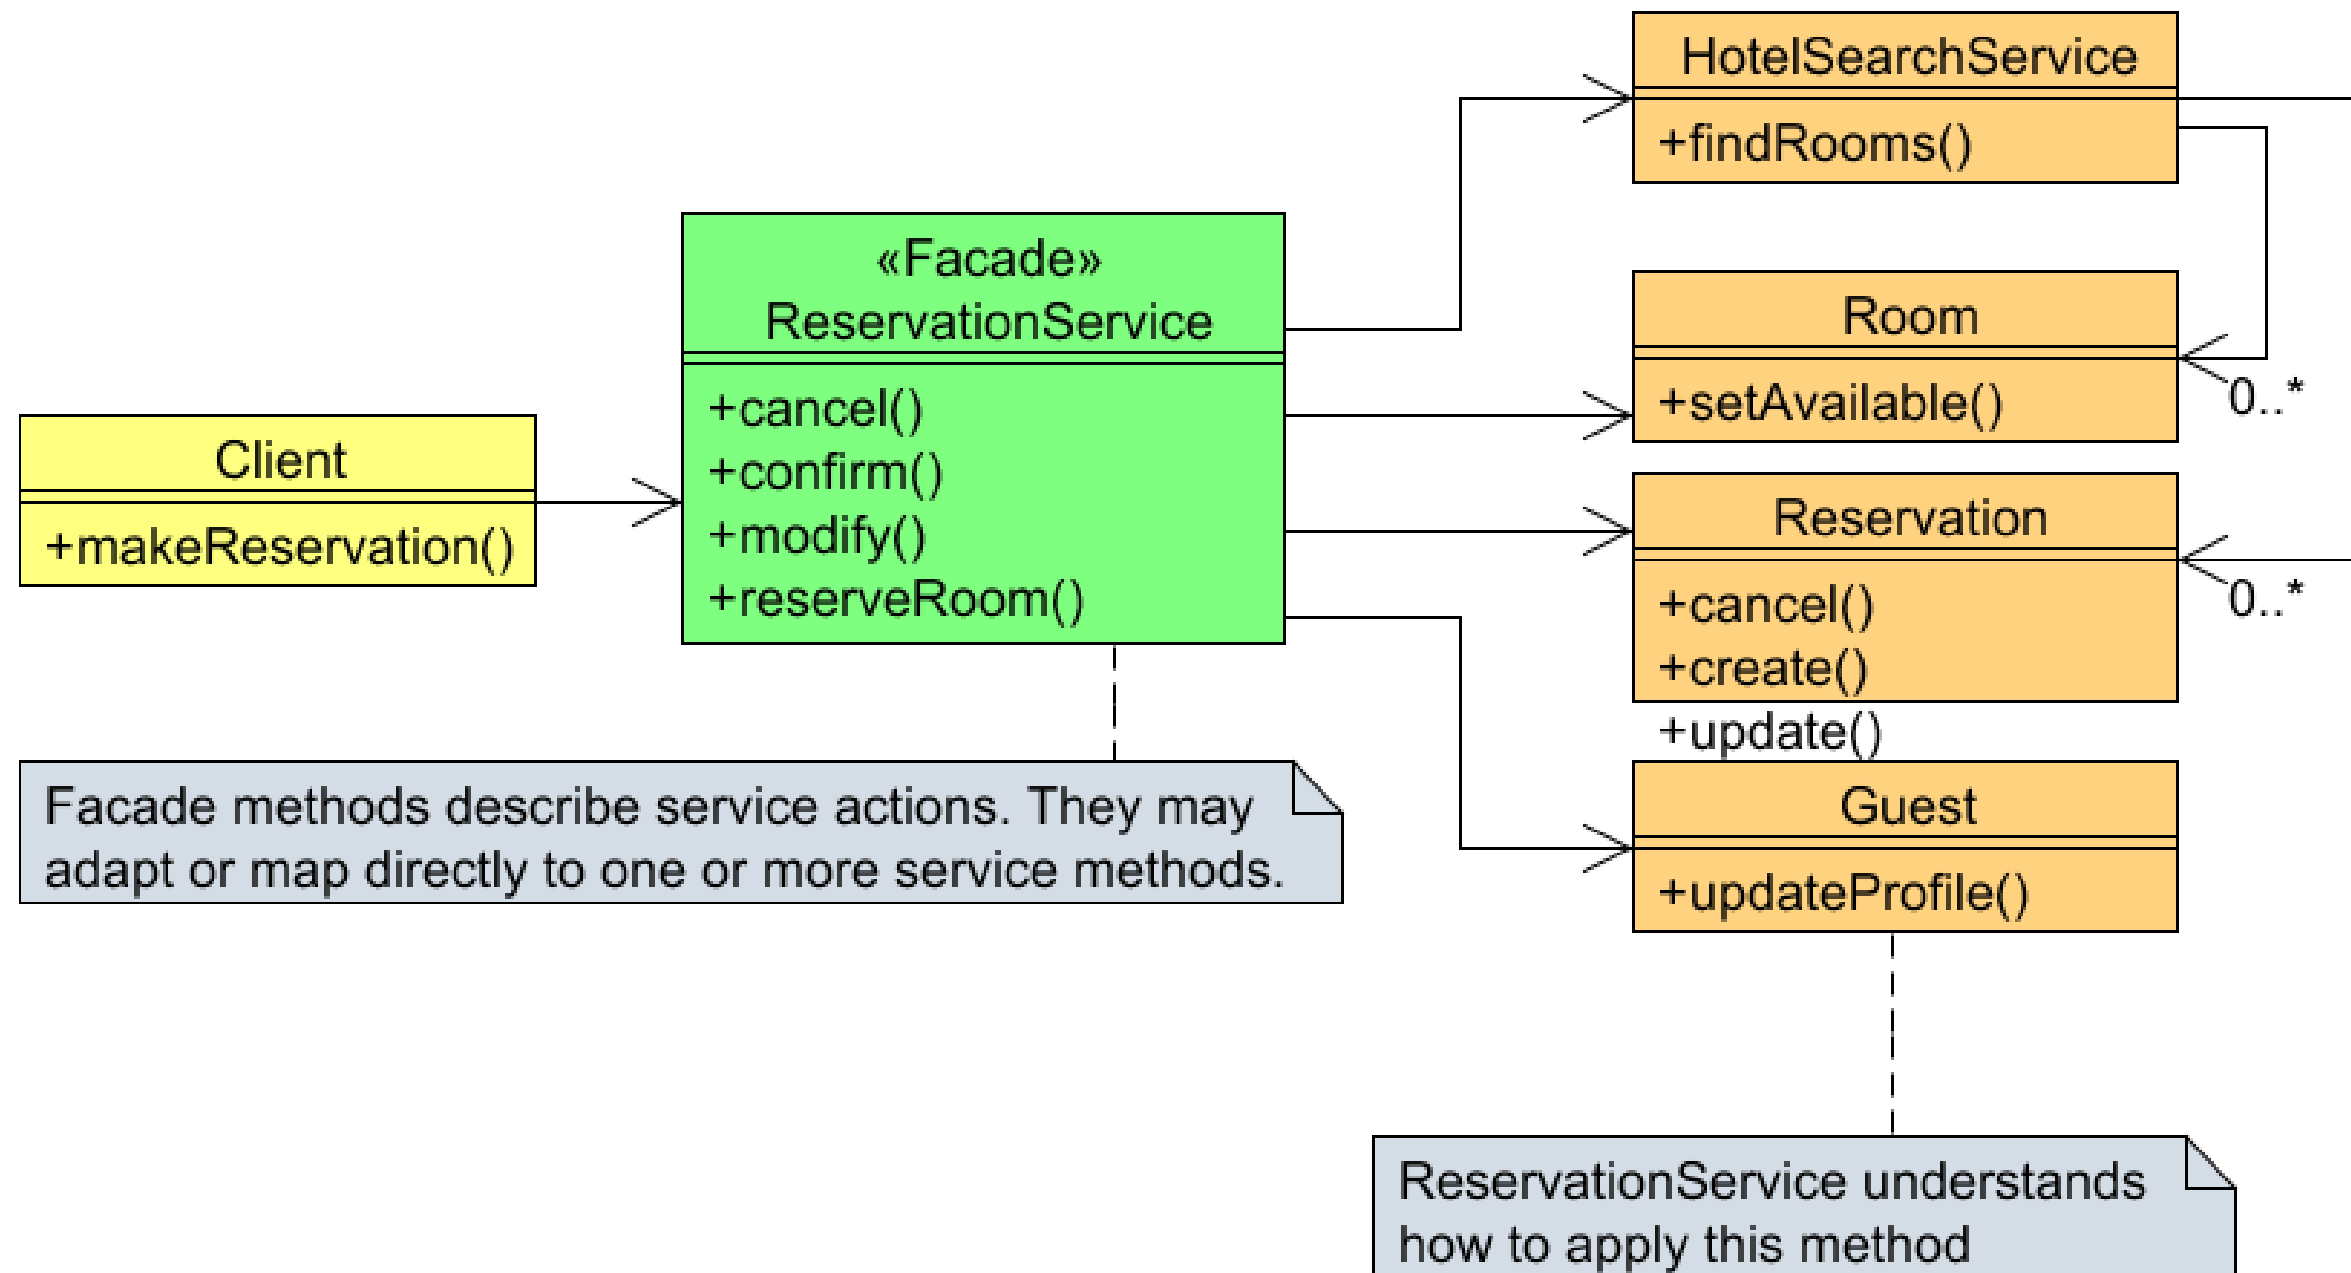 HotelSearchService
+findRooms()
«Facade»
ReservationService
+cancel()
+confirm()
+modify()
+reserveRoom()
Room
+setAvailable()
0..*
Client
+makeReservation()
Reservation
+cancel()
+create()
+update()
0..*
Facade methods describe service actions. They may
adapt or map directly to one or more service methods.
Guest
+updateProfile()
ReservationService understands
how to apply this method